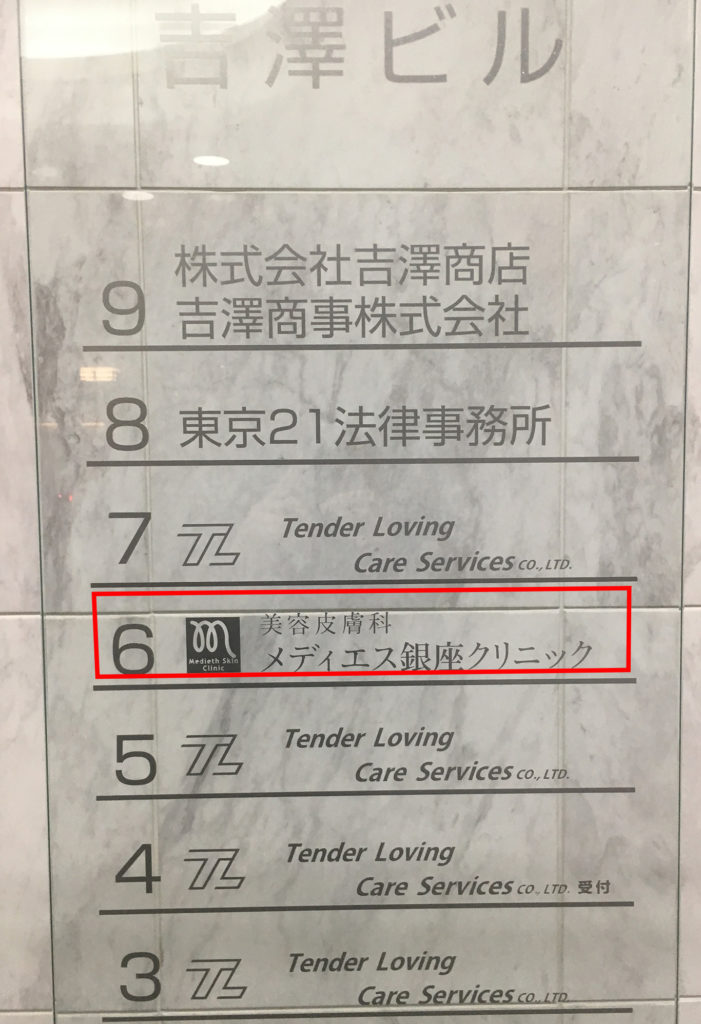 吉澤ビル
9 株式会社吉澤商店
吉澤商事株式会社
8 東京21法律事務所
7 TL Tender Loving
Care Services CO.,LTD.
6 m 美容皮膚科
Medieth Skin
Clinic
メディエス銀座クリニック
5 TL Tender Loving
Care Services CO.,LTD.
4 TL Tender Loving
Care Services CO.,LTD. 受付
3 TL Tender Loving
Care Services CO.,LTD.